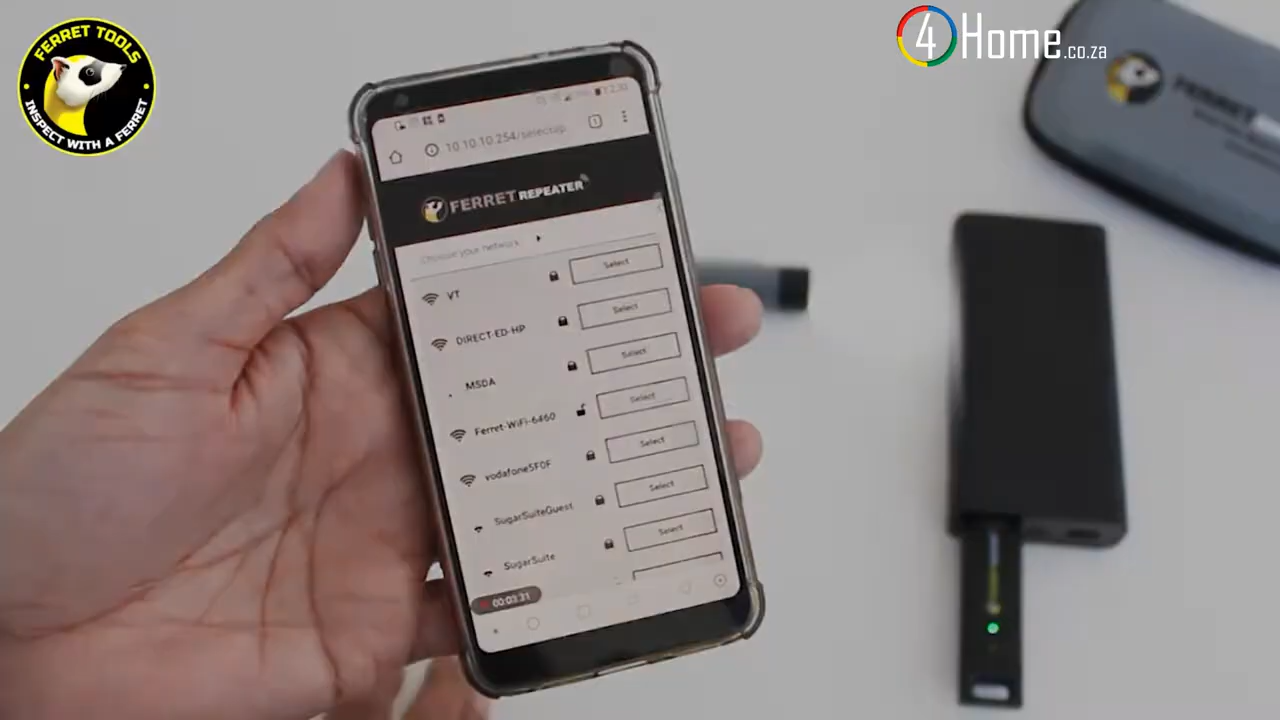 FERRET TOOLS
INSPECT WITH A FERRET
4Home.co.za
FERRET
10.10.10.254/selectap
1
FERRET REPEATER
Choose your network
VT
Select
DIRECT-ED-HP
Select
MSDA
Select
Ferret-WiFi-6460
Select
vodafone5F0F
Select
SugarSuiteGuest
Select
SugarSuite
Select
00:03:31